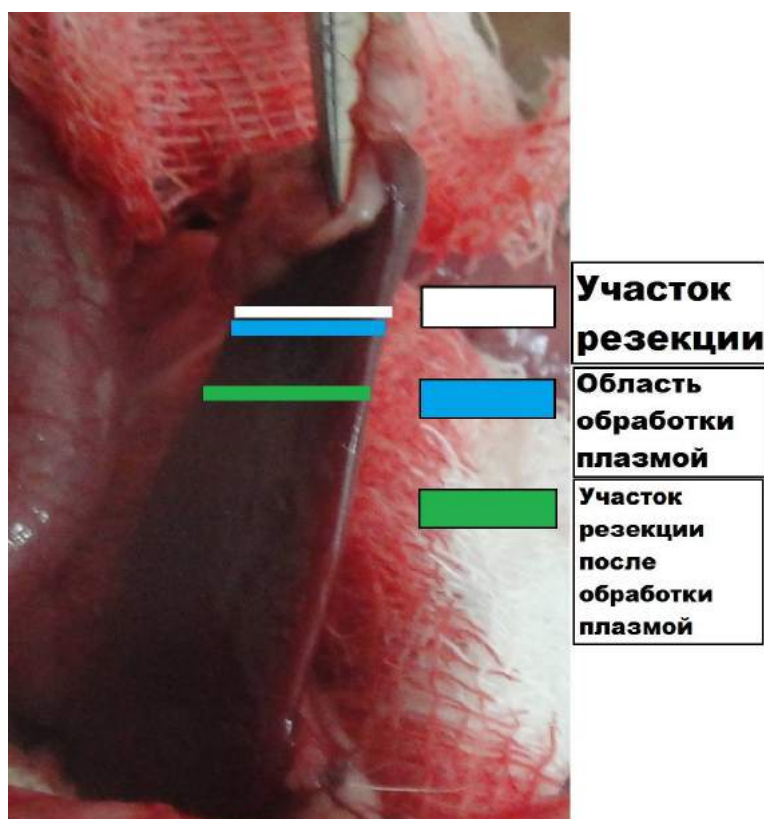 Участок
резекции
Область
обработки
плазмой
Участок
резекции
после
обработки
плазмой